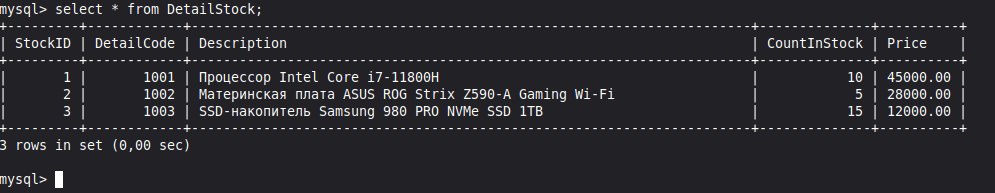 mysql> select * from DetailStock;
+---------+------------+------------------------------------------------------------------------+--------------+----------+
| StockID | DetailCode | Description                                                            | CountInStock | Price    |
+---------+------------+------------------------------------------------------------------------+--------------+----------+
|       1 |       1001 | Процессор Intel Core i7-11800H                                         |           10 | 45000.00 |
|       2 |       1002 | Материнская плата ASUS ROG Strix Z590-A Gaming Wi-Fi                   |            5 | 28000.00 |
|       3 |       1003 | SSD-накопитель Samsung 980 PRO NVMe SSD 1TB                            |           15 | 12000.00 |
+---------+------------+------------------------------------------------------------------------+--------------+----------+
3 rows in set (0,00 sec)
mysql>